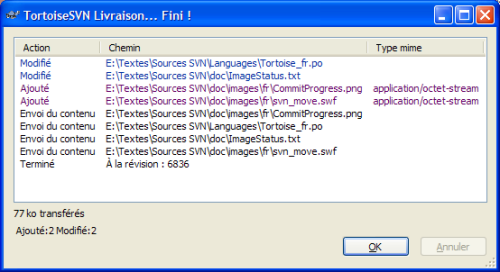 TortoiseSVN Livraison... Fini !
Action Chemin Type mime
Modifié E:\Textes\Sources SVN\Languages\Tortoise_fr.po
Modifié E:\Textes\Sources SVN\doc\ImageStatus.txt
Ajouté E:\Textes\Sources SVN\doc\images\fr\CommitProgress.png application/octet-stream
Ajouté E:\Textes\Sources SVN\doc\images\fr\svn_move.swf application/octet-stream
Envoi du contenu E:\Textes\Sources SVN\doc\images\fr\CommitProgress.png
Envoi du contenu E:\Textes\Sources SVN\Languages\Tortoise_fr.po
Envoi du contenu E:\Textes\Sources SVN\doc\ImageStatus.txt
Envoi du contenu E:\Textes\Sources SVN\doc\images\fr\svn_move.swf
Terminé À la révision : 6836
77 ko transférés
Ajouté:2 Modifié:2
OK Annuler